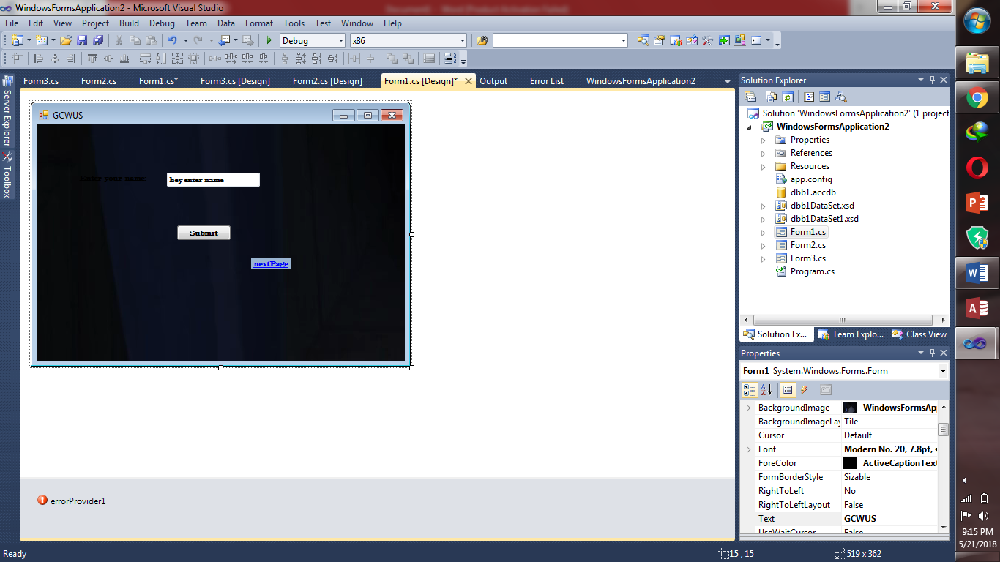 WindowsFormsApplication2 - Microsoft Visual Studio
File Edit View Project Build Debug Team Data Format Tools Test Window Help
Debug x86
Form3.cs Form2.cs Form1.cs* Form3.cs [Design] Form2.cs [Design] Form1.cs [Design]* Output Error List WindowsFormsApplication2
Server Explorer
Toolbox
GCWUS
Enter your name: hey enter name
Submit
nextPage
errorProvider1
Solution Explorer
Solution 'WindowsFormsApplication2' (1 project
WindowsFormsApplication2
Properties
References
Resources
app.config
dbb1.accdb
dbb1DataSet.xsd
dbb1DataSet1.xsd
Form1.cs
Form2.cs
Form3.cs
Program.cs
Solution Ex... Team Explo... Class View
Properties
Form1 System.Windows.Forms.Form
BackgroundImage WindowsFormsAp
BackgroundImageLay Tile
Cursor Default
Font Modern No. 20, 7.8pt, s
ForeColor ActiveCaptionText
FormBorderStyle Sizable
RightToLeft No
RightToLeftLayout False
Text GCWUS
UseWaitCursor False
Ready 15 , 15 519 x 362
9:15 PM
5/21/2018